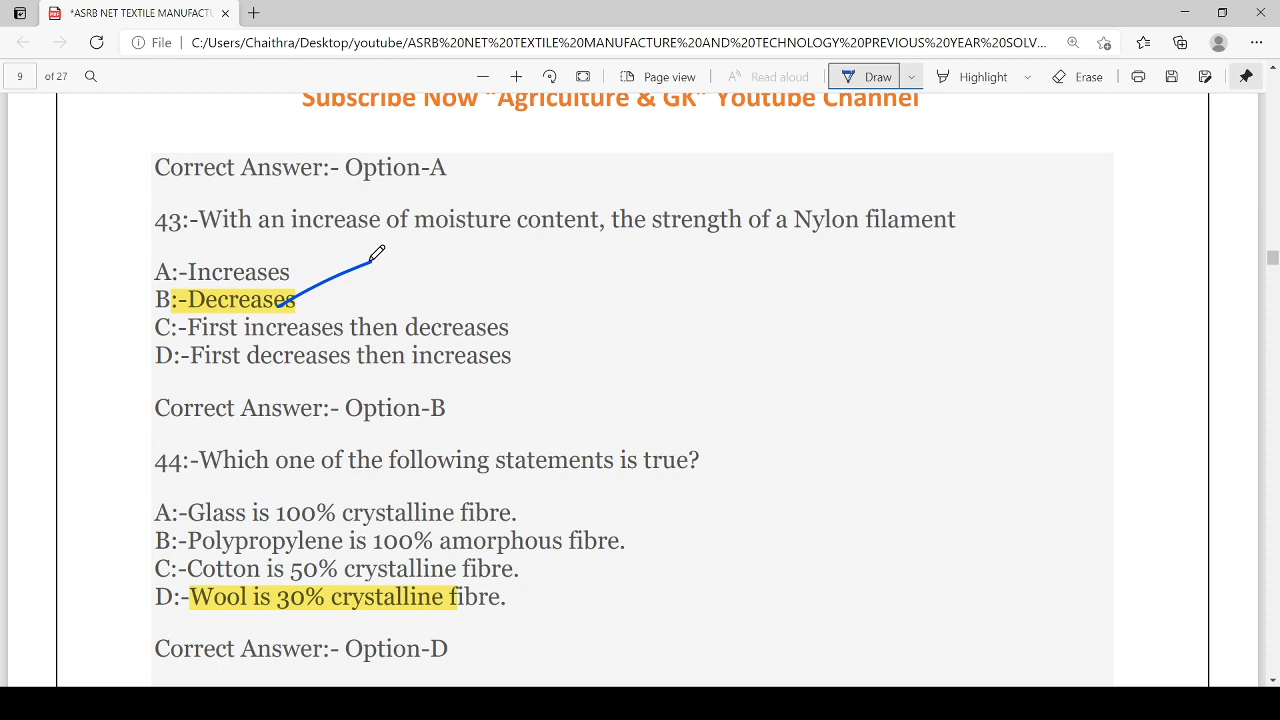 *ASRB NET TEXTILE MANUFACTU
File
C:/Users/Chaithra/Desktop/youtube/ASRB%20NET%20TEXTILE%20MANUFACTURE%20AND%20TECHNOLOGY%20PREVIOUS%20YEAR%20SOLV...
9 of 27
Page view
Read aloud
Draw
Highlight
Erase
Subscribe Now "Agriculture & GK" Youtube Channel
Correct Answer:- Option-A
43:-With an increase of moisture content, the strength of a Nylon filament
A:-Increases
B:-Decreases
C:-First increases then decreases
D:-First decreases then increases
Correct Answer:- Option-B
44:-Which one of the following statements is true?
A:-Glass is 100% crystalline fibre.
B:-Polypropylene is 100% amorphous fibre.
C:-Cotton is 50% crystalline fibre.
D:-Wool is 30% crystalline fibre.
Correct Answer:- Option-D